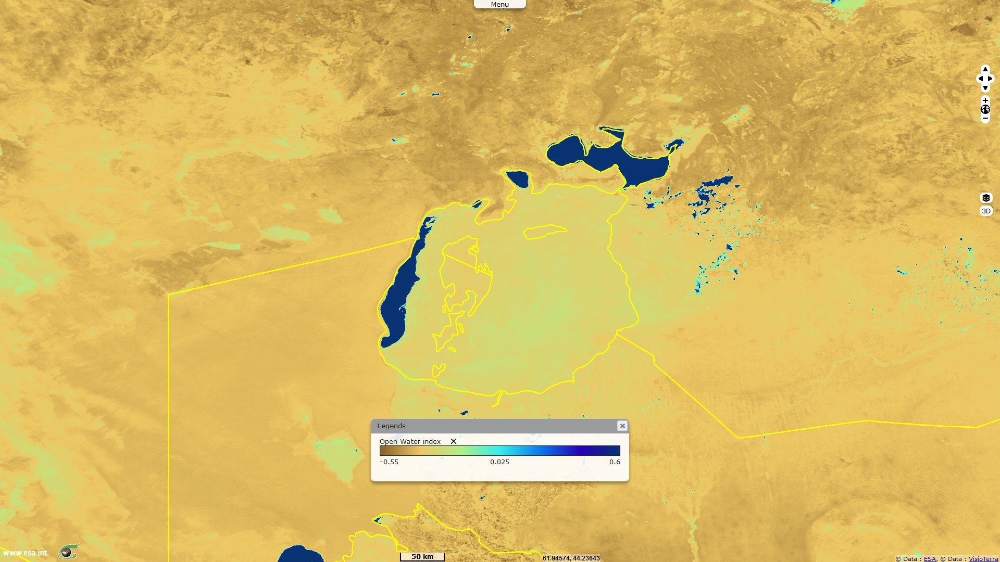 Menu
3D
Legends
Open Water index
-0.55 0.025 0.6
www.esa.int
50 km
61.94574, 44.23643
© Data : ESA, © Data : VisioTerra